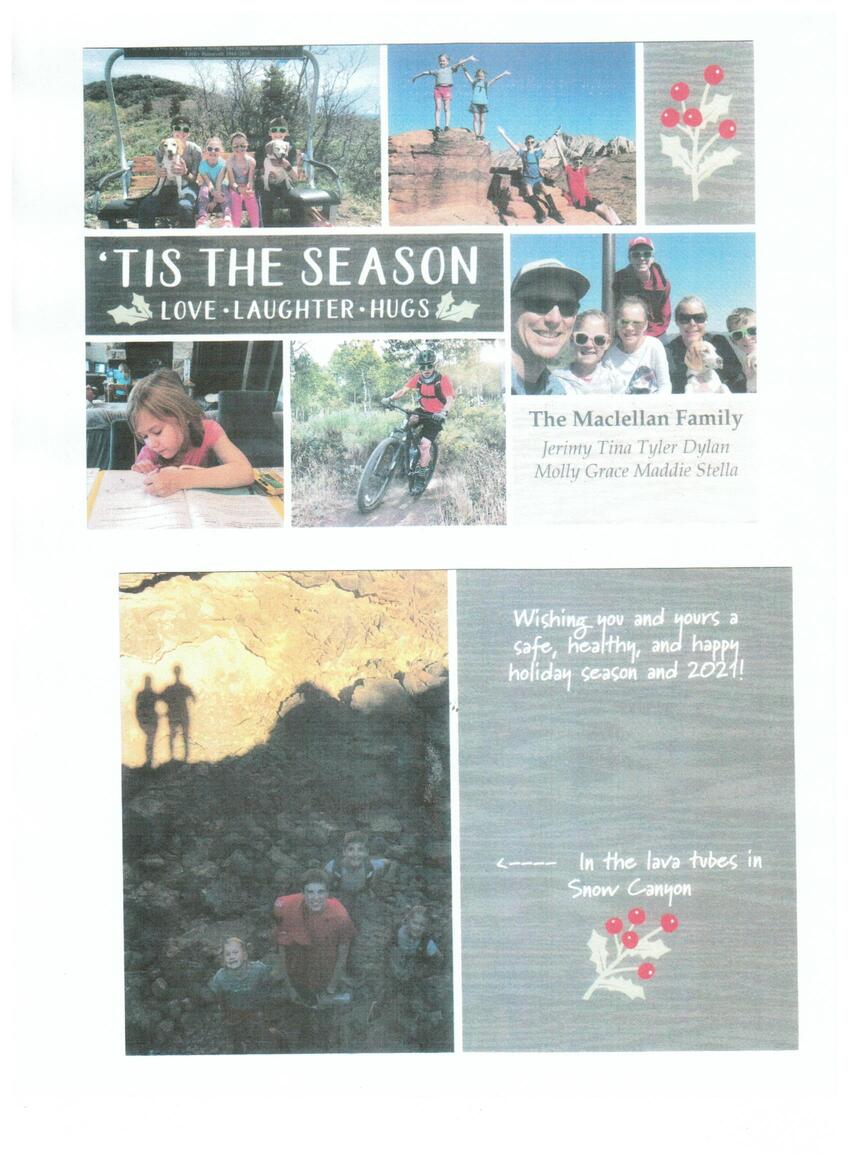 'TIS THE SEASON
LOVE • LAUGHTER • HUGS
The Maclellan Family
Jerimy Tina Tyler Dylan
Molly Grace Maddie Stella
Wishing you and yours a
safe, healthy, and happy
holiday season and 2021!
<---- In the lava tubes in
Snow Canyon